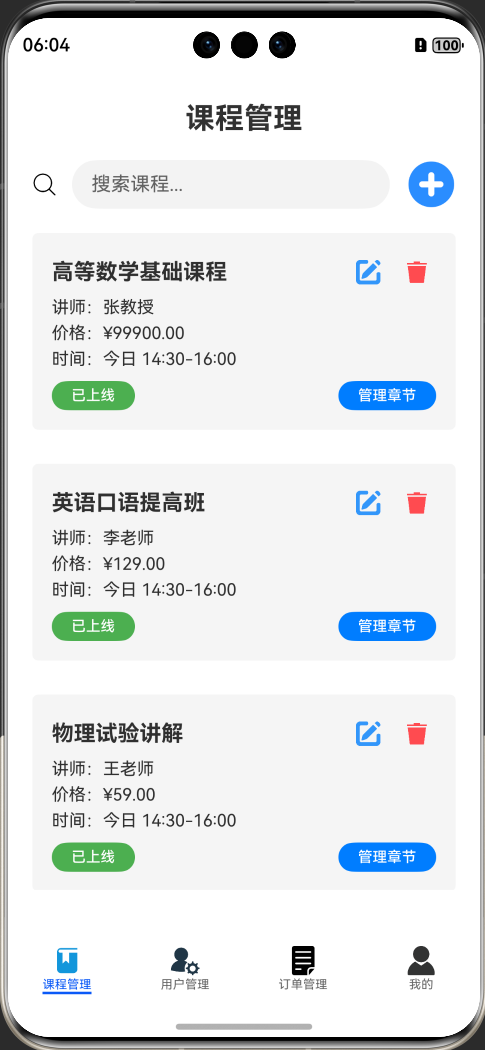 06:04
100
课程管理
搜索课程...
高等数学基础课程
讲师：张教授
价格：¥99900.00
时间：今日 14:30-16:00
已上线
管理章节
英语口语提高班
讲师：李老师
价格：¥129.00
时间：今日 14:30-16:00
已上线
管理章节
物理试验讲解
讲师：王老师
价格：¥59.00
时间：今日 14:30-16:00
已上线
管理章节
课程管理
用户管理
订单管理
我的